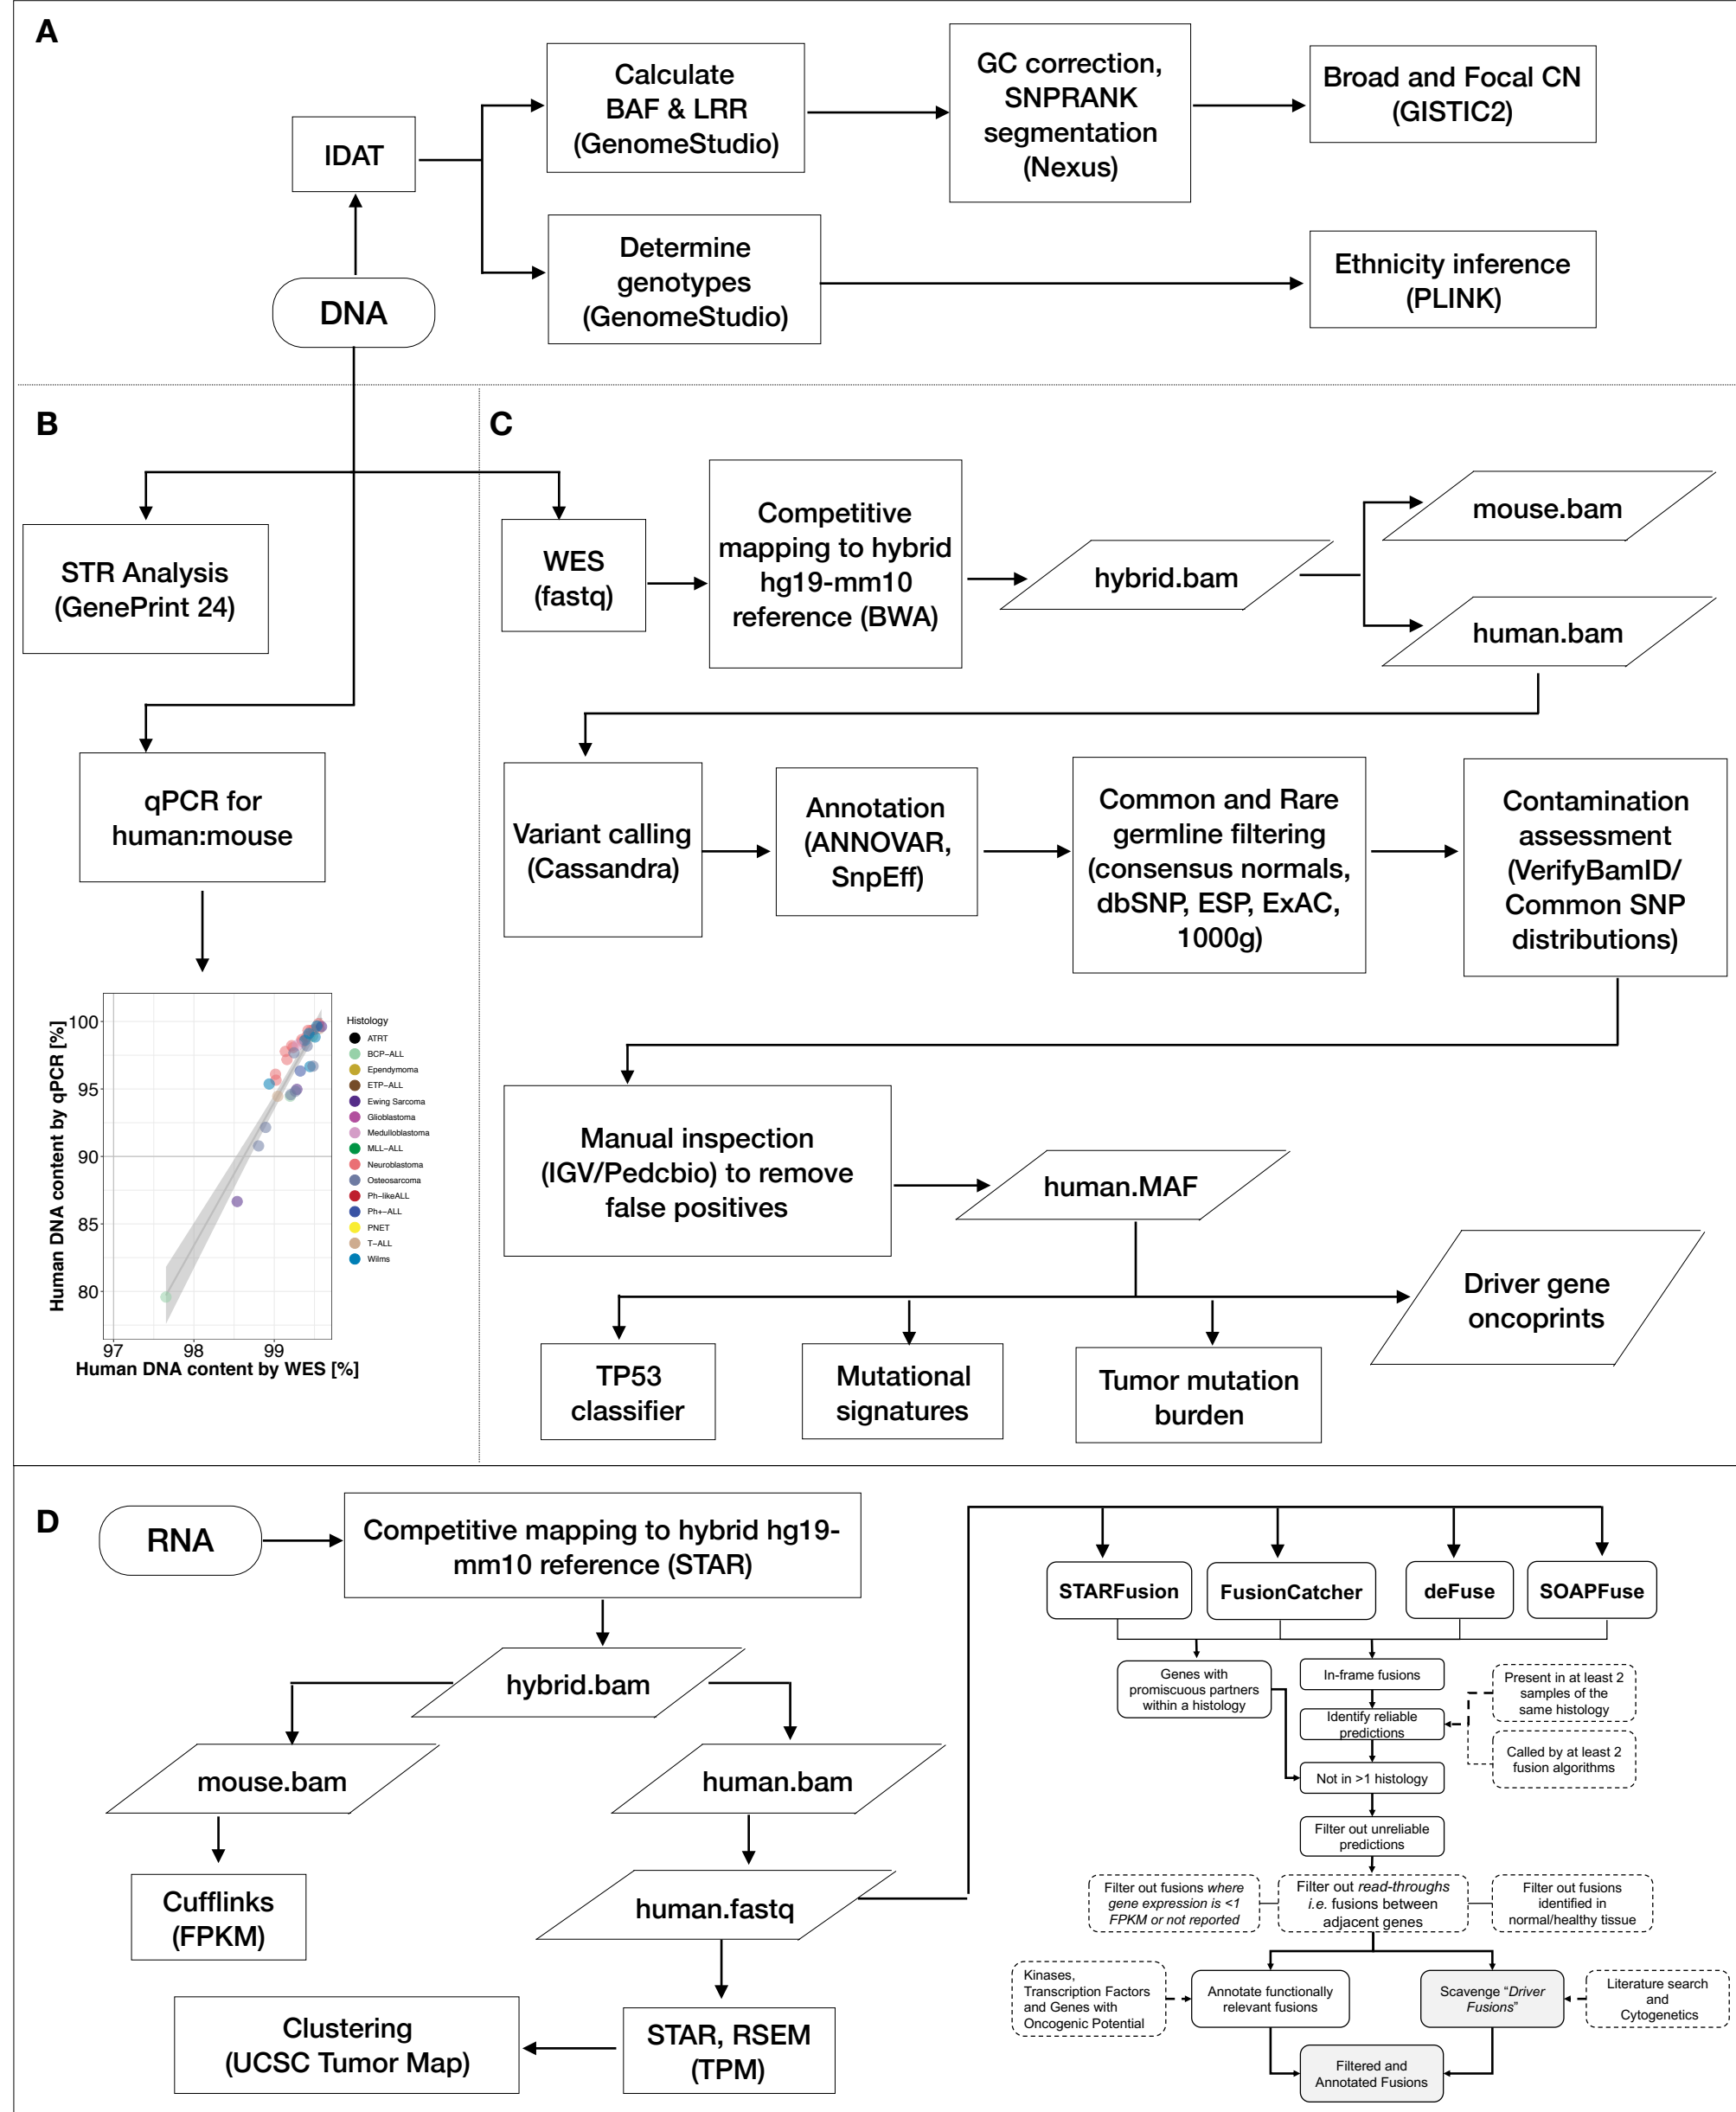 A
IDAT
DNA
Calculate
BAF & LRR
(GenomeStudio)
GC correction,
SNPRANK
segmentation
(Nexus)
Broad and Focal CN
(GISTIC2)
Determine
genotypes
(GenomeStudio)
Ethnicity inference
(PLINK)
B
STR Analysis
(GenePrint 24)
qPCR for
human:mouse
Human DNA content by qPCR [%]
100
95
90
85
80
97
98
99
Human DNA content by WES [%]
Histology
ATRT
BCP−ALL
Ependymoma
ETP−ALL
Ewing Sarcoma
Glioblastoma
Medulloblastoma
MLL−ALL
Neuroblastoma
Osteosarcoma
Ph−likeALL
Ph+−ALL
PNET
T−ALL
Wilms
C
WES
(fastq)
Competitive
mapping to hybrid
hg19-mm10
reference (BWA)
hybrid.bam
mouse.bam
human.bam
Variant calling
(Cassandra)
Annotation
(ANNOVAR,
SnpEff)
Common and Rare
germline filtering
(consensus normals,
dbSNP, ESP, ExAC,
1000g)
Contamination
assessment
(VerifyBamID/
Common SNP
distributions)
Manual inspection
(IGV/Pedcbio) to remove
false positives
human.MAF
Driver gene
oncoprints
TP53
classifier
Mutational
signatures
Tumor mutation
burden
D
RNA
Competitive mapping to hybrid hg19-
mm10 reference (STAR)
hybrid.bam
mouse.bam
human.bam
Cufflinks
(FPKM)
human.fastq
STAR, RSEM
(TPM)
Clustering
(UCSC Tumor Map)
STARFusion
FusionCatcher
deFuse
SOAPFuse
Genes with
promiscuous partners
within a histology
In-frame fusions
Identify reliable
predictions
Present in at least 2
samples of the
same histology
Called by at least 2
fusion algorithms
Not in >1 histology
Filter out unreliable
predictions
Filter out fusions where
gene expression is <1
FPKM or not reported
Filter out read-throughs
i.e. fusions between
adjacent genes
Filter out fusions
identified in
normal/healthy tissue
Kinases,
Transcription Factors
and Genes with
Oncogenic Potential
Annotate functionally
relevant fusions
Scavenge “Driver
Fusions”
Literature search
and
Cytogenetics
Filtered and
Annotated Fusions